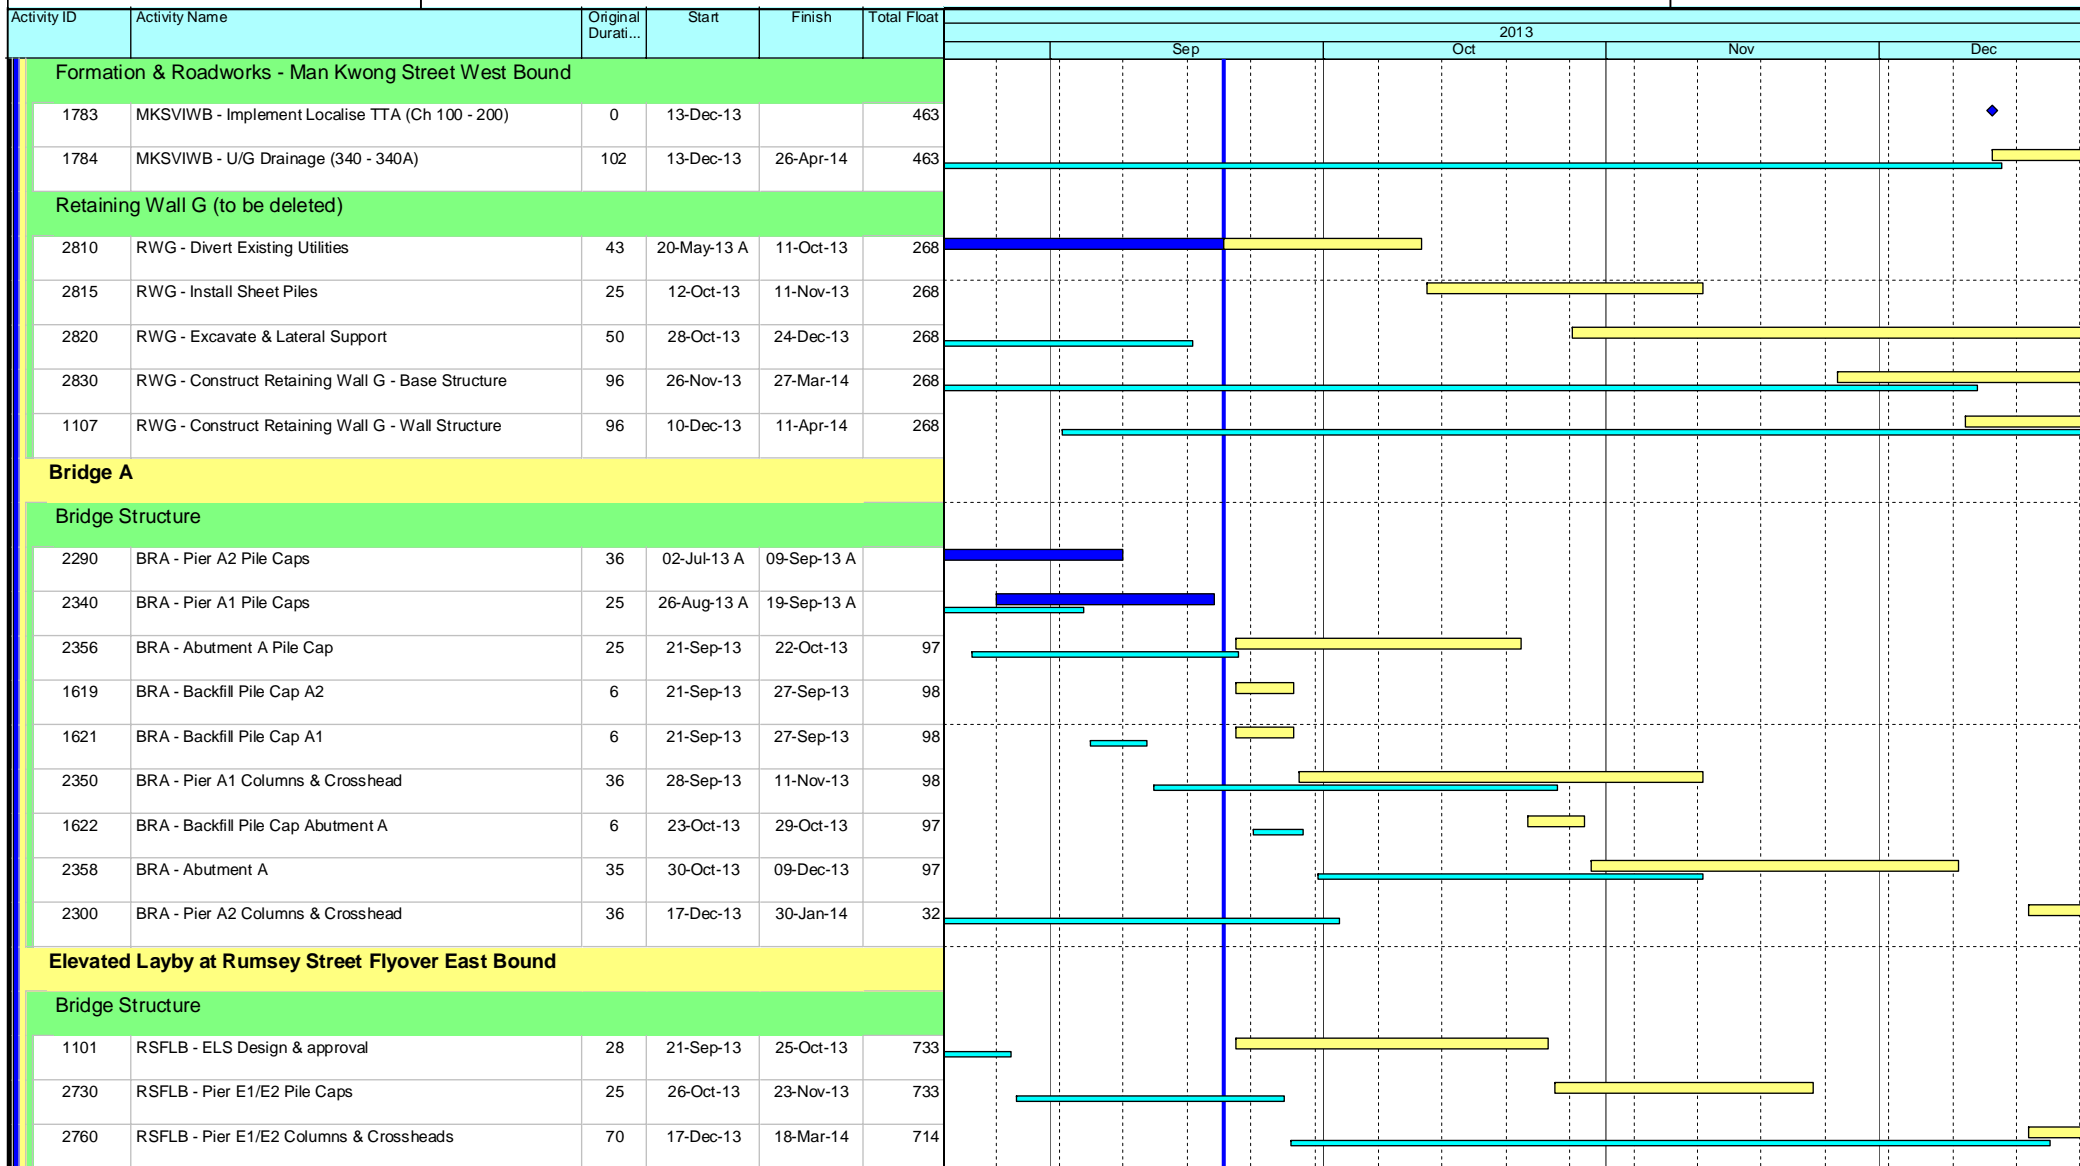 Activity ID Activity Name Original Start Finish Total Float
Durati...
2013
Sep Oct Nov Dec
Formation & Roadworks - Man Kwong Street West Bound
1783 MKSVIWB - Implement Localise TTA (Ch 100 - 200) 0 13-Dec-13 463
1784 MKSVIWB - U/G Drainage (340 - 340A) 102 13-Dec-13 26-Apr-14 463
Retaining Wall G (to be deleted)
2810 RWG - Divert Existing Utilities 43 20-May-13 A 11-Oct-13 268
2815 RWG - Install Sheet Piles 25 12-Oct-13 11-Nov-13 268
2820 RWG - Excavate & Lateral Support 50 28-Oct-13 24-Dec-13 268
2830 RWG - Construct Retaining Wall G - Base Structure 96 26-Nov-13 27-Mar-14 268
1107 RWG - Construct Retaining Wall G - Wall Structure 96 10-Dec-13 11-Apr-14 268
Bridge A
Bridge Structure
2290 BRA - Pier A2 Pile Caps 36 02-Jul-13 A 09-Sep-13 A
2340 BRA - Pier A1 Pile Caps 25 26-Aug-13 A 19-Sep-13 A
2356 BRA - Abutment A Pile Cap 25 21-Sep-13 22-Oct-13 97
1619 BRA - Backfill Pile Cap A2 6 21-Sep-13 27-Sep-13 98
1621 BRA - Backfill Pile Cap A1 6 21-Sep-13 27-Sep-13 98
2350 BRA - Pier A1 Columns & Crosshead 36 28-Sep-13 11-Nov-13 98
1622 BRA - Backfill Pile Cap Abutment A 6 23-Oct-13 29-Oct-13 97
2358 BRA - Abutment A 35 30-Oct-13 09-Dec-13 97
2300 BRA - Pier A2 Columns & Crosshead 36 17-Dec-13 30-Jan-14 32
Elevated Layby at Rumsey Street Flyover East Bound
Bridge Structure
1101 RSFLB - ELS Design & approval 28 21-Sep-13 25-Oct-13 733
2730 RSFLB - Pier E1/E2 Pile Caps 25 26-Oct-13 23-Nov-13 733
2760 RSFLB - Pier E1/E2 Columns & Crossheads 70 17-Dec-13 18-Mar-14 714